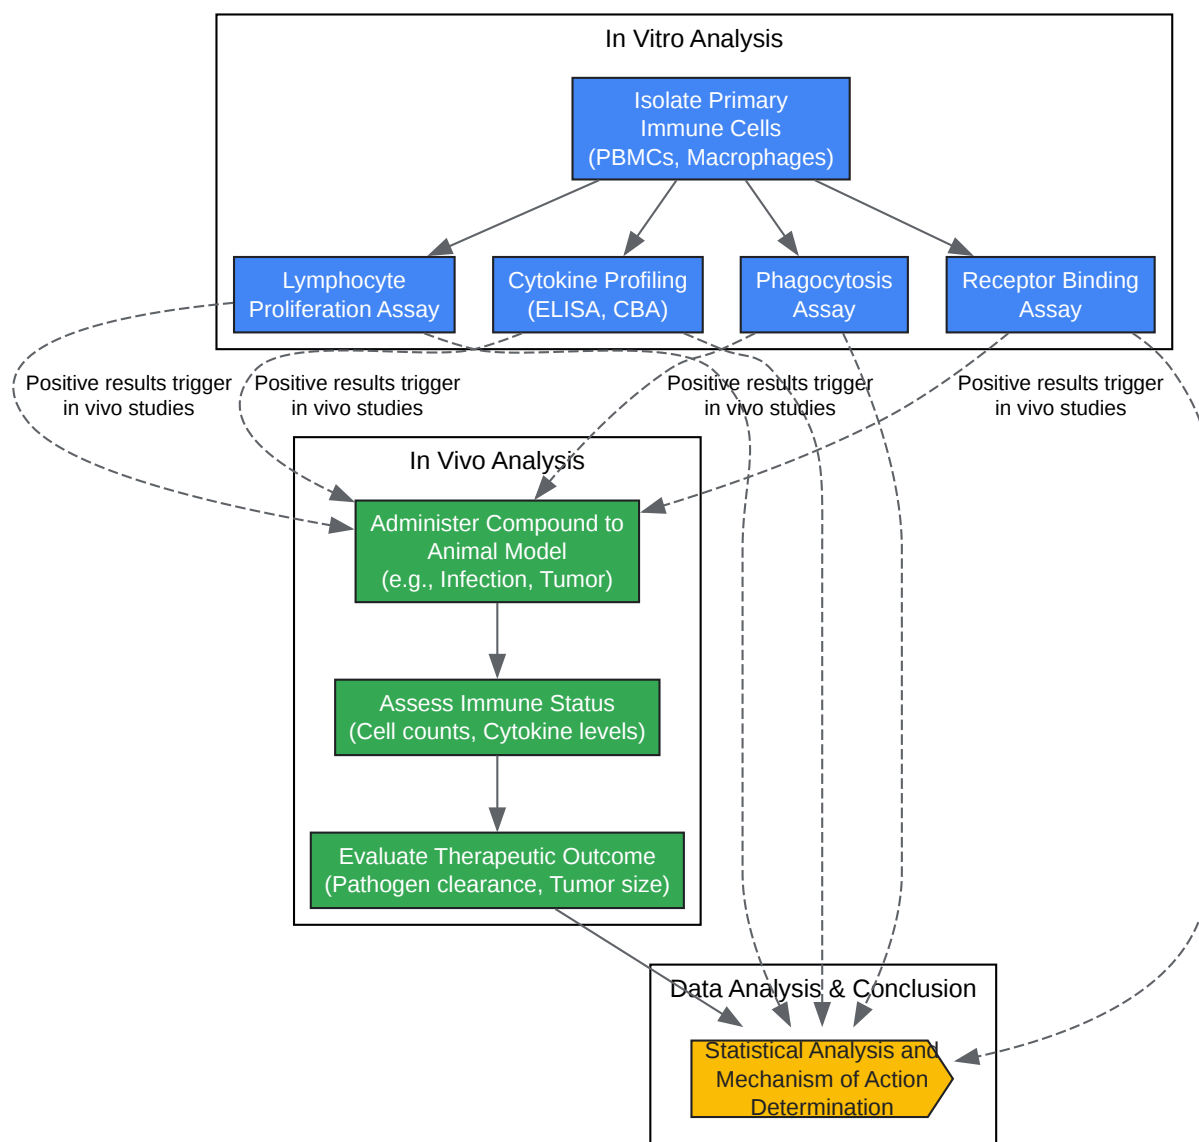 In Vitro Analysis
Isolate Primary
Immune Cells
(PBMCs, Macrophages)
Lymphocyte
Proliferation Assay
Cytokine Profiling
(ELISA, CBA)
Phagocytosis
Assay
Receptor Binding
Assay
Positive results trigger
in vivo studies
Positive results trigger
in vivo studies
Positive results trigger
in vivo studies
Positive results trigger
in vivo studies
In Vivo Analysis
Administer Compound to
Animal Model
(e.g., Infection, Tumor)
Assess Immune Status
(Cell counts, Cytokine levels)
Evaluate Therapeutic Outcome
(Pathogen clearance, Tumor size)
Data Analysis & Conclusion
Statistical Analysis and
Mechanism of Action
Determination